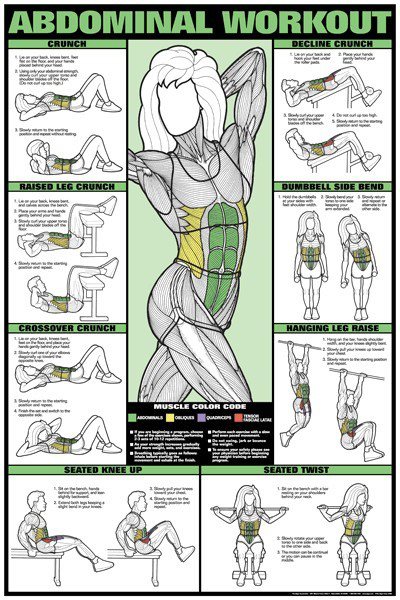 ABDOMINAL WORKOUT
CRUNCH
1. Lie on your back, knees bent, feet
flat on the floor, and your hands
placed behind your head.
2. Using only your abdominal strength,
slowly curl your upper torso and
shoulder blades off the floor.
(Do not curl up too high.)
3. Slowly return to the starting
position and repeat without resting.
DECLINE CRUNCH
1. Lie on your back and
hook your feet under
the roller pads.
2. Place your hands
gently behind your
head.
3. Slowly curl your upper
torso and shoulder
blades off the bench.
4. Do not curl up too high.
5. Slowly return to the starting
position and repeat.
RAISED LEG CRUNCH
1. Lie on your back, knees bent,
and calves across the bench.
2. Place your arms and hands
gently behind your head.
3. Slowly curl your upper torso
and shoulder blades off the
floor.
4. Slowly return to the starting
position and repeat.
DUMBBELL SIDE BEND
1. Hold the dumbbells
at your sides with
feet shoulder width.
2. Slowly bend your
torso to one side
keeping your
arms extended.
3. Slowly return
and repeat or
alternate to the
other side.
CROSSOVER CRUNCH
1. Lie on your back, knees bent,
feet on the floor, and place your
hands gently behind your head.
2. Slowly curl one of your elbows
diagonally up toward the
opposite knee.
3. Slowly return to the starting
position and repeat.
4. Finish the set and switch to the
opposite side.
HANGING LEG RAISE
1. Hang on the bar, hands shoulder
width, and knees slightly bent.
2. Slowly pull your knees up toward
your chest.
3. Slowly return to the starting
position and repeat.
MUSCLE COLOR CODE
ABDOMINALS
OBLIQUES
QUADRICEPS
TENSOR
FASCIAE LATAE
If you are beginning a program, choose
a few of the exercises shown, performing
2-3 sets of 10-12 repetitions.
As your strength increases gradually
add more weight, sets, and exercises.
Breathing typically goes as follows:
inhale before starting the
movement and exhale at the finish.
Perform each exercise with a slow
and even paced movement.
Do not swing, jerk or bounce
the weight.
To ensure your safety please see
your physician before beginning
any weight training or exercise
program.
SEATED KNEE UP
1. Sit on the bench, hands
behind for support, and lean
slightly backward.
2. Extend both legs keeping a
slight bend in your knees.
3. Slowly pull your knees
toward your chest.
4. Slowly return to the starting
position and repeat.
SEATED TWIST
1. Sit on the bench with a bar
resting on your shoulders
near your neck.
2. Slowly rotate your upper
torso to one side and back
to the other side.
3. The motion can be continuous
or you can pause in the
middle.